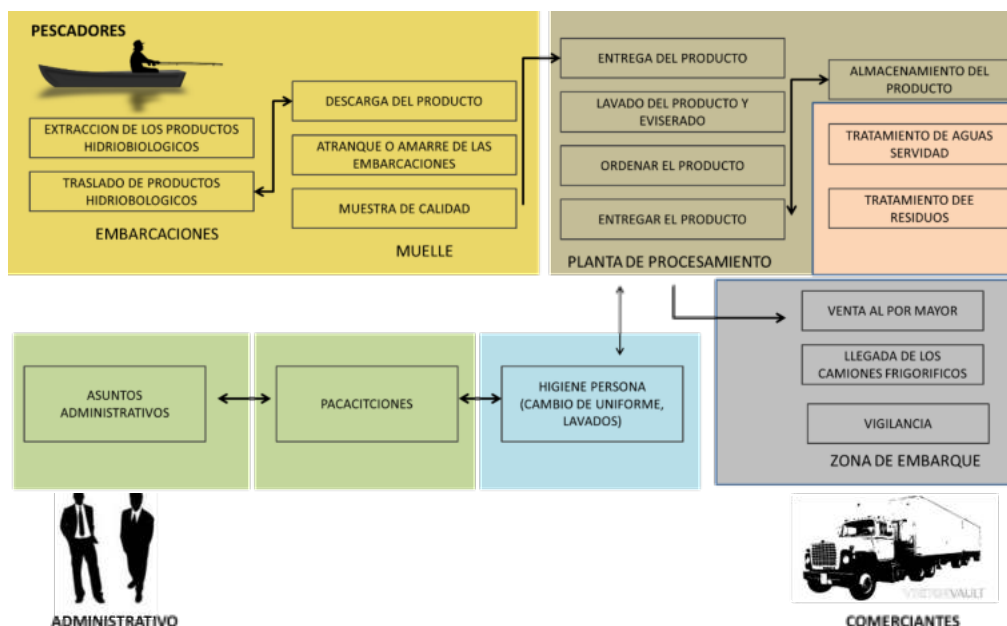 PESCADORES
EXTRACCION DE LOS PRODUCTOS
HIDRIOBIOLOGICOS
TRASLADO DE PRODUCTOS
HIDRIOBOLOGICOS
EMBARCACIONES
DESCARGA DEL PRODUCTO
ATRANQUE O AMARRE DE LAS
EMBARCACIONES
MUESTRA DE CALIDAD
MUELLE
ENTREGA DEL PRODUCTO
LAVADO DEL PRODUCTO Y
EVISERADO
ORDENAR EL PRODUCTO
ENTREGAR EL PRODUCTO
PLANTA DE PROCESAMIENTO
ALMACENAMIENTO DEL
PRODUCTO
TRATAMIENTO DE AGUAS
SERVIDAD
TRATAMIENTO DEE
RESIDUOS
VENTA AL POR MAYOR
LLEGADA DE LOS
CAMIONES FRIGORIFICOS
VIGILANCIA
ZONA DE EMBARQUE
ASUNTOS
ADMINISTRATIVOS
PACACITCIONES
HIGIENE PERSONA
(CAMBIO DE UNIFORME,
LAVADOS)
ADMINISTRATIVO
VECTORVAULT
COMERCIANTES